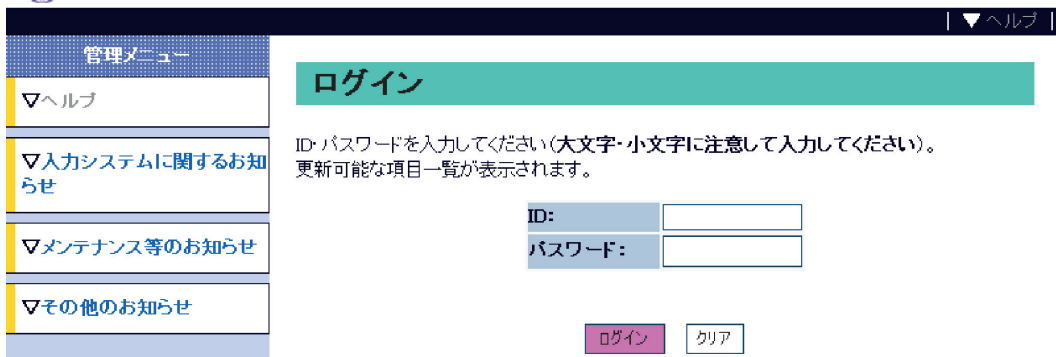 | ▼ヘルプ |
管理メニュー
▽ヘルプ
▽入力システムに関するお知
らせ
▽メンテナンス等のお知らせ
▽その他のお知らせ
ログイン
ID・パスワードを入力してください(大文字・小文字に注意して入力してください)。
更新可能な項目一覧が表示されます。
ID:
パスワード:
ログイン
クリア